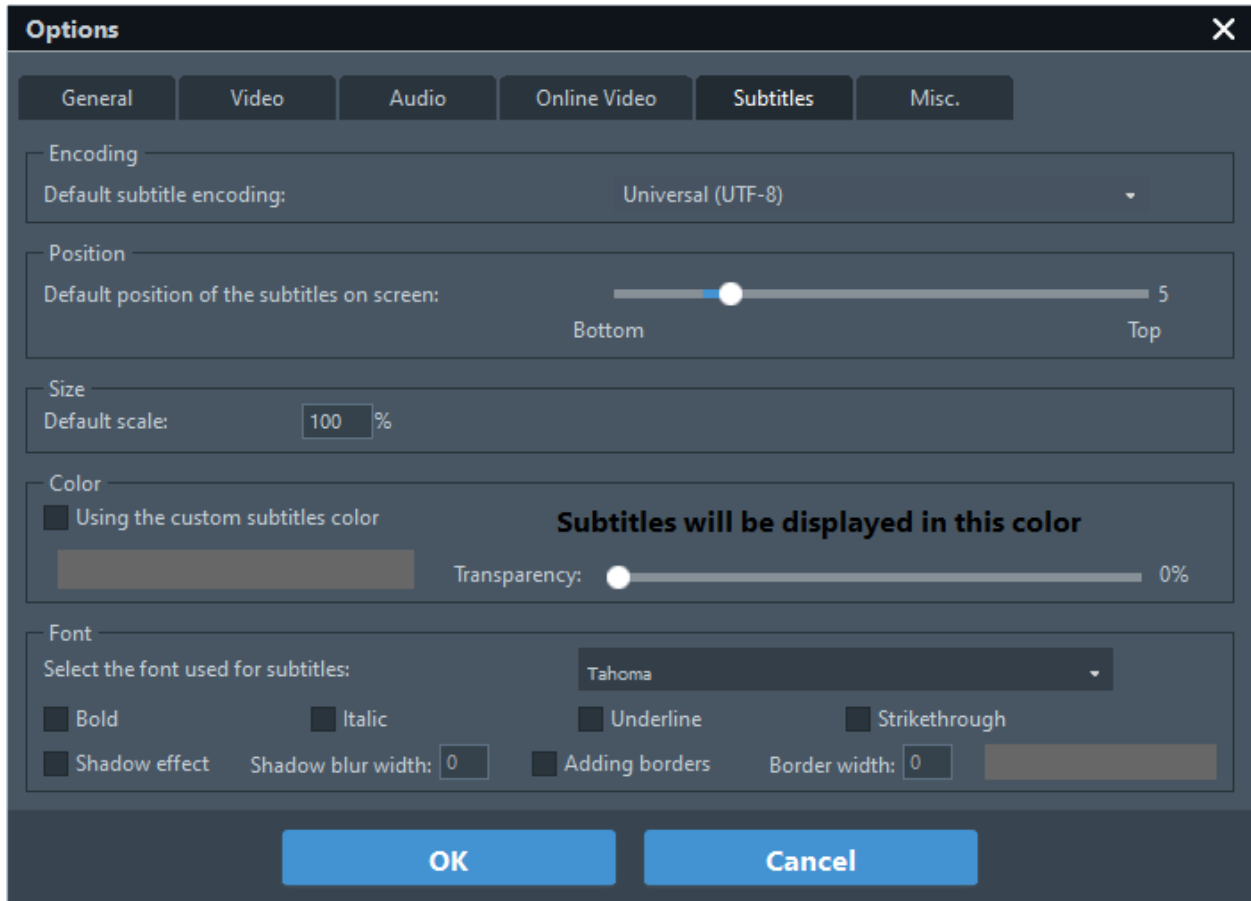 Options
General Video Audio Online Video Subtitles Misc.
Encoding
Default subtitle encoding: Universal (UTF-8)
Position
Default position of the subtitles on screen: 5
Bottom Top
Size
Default scale: 100 %
Color
Using the custom subtitles color Subtitles will be displayed in this color
Transparency: 0%
Font
Select the font used for subtitles: Tahoma
Bold Italic Underline Strikethrough
Shadow effect Shadow blur width: 0 Adding borders Border width: 0
OK Cancel